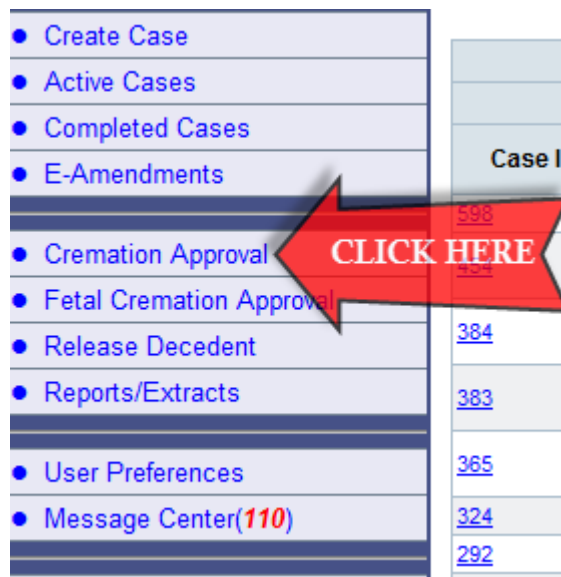 Create Case
Active Cases
Completed Cases
E-Amendments
Cremation Approval
Fetal Cremation Approval
Release Decedent
Reports/Extracts
User Preferences
Message Center(110)
CLICK HERE
Case I
598
454
384
383
365
324
292